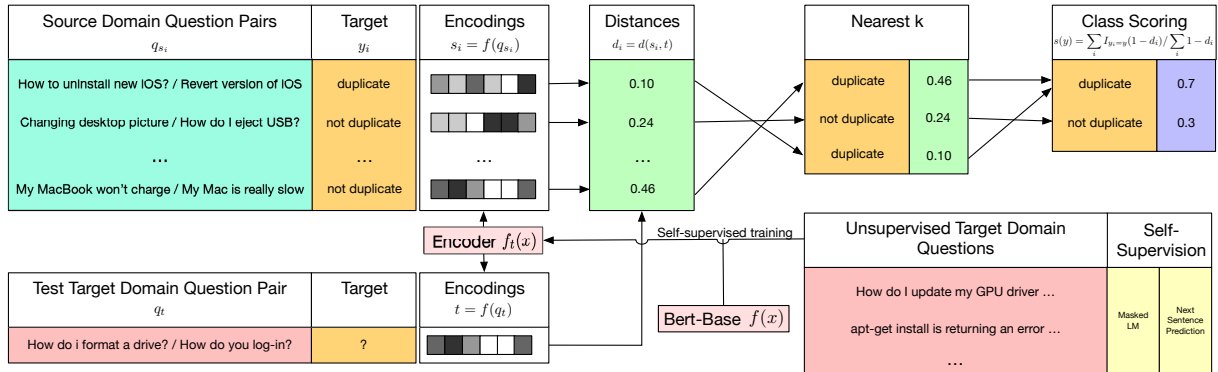 Source Domain Question Pairs
q_{s_i}
Target
y_i
Encodings
s_i = f(q_{s_i})
Distances
d_i = d(s_i, t)
Nearest k
Class Scoring
s(y) = \sum_i I_{y_i=y}(1 - d_i) / \sum_i 1 - d_i
How to uninstall new iOS? / Revert version of iOS
duplicate
0.10
duplicate
0.46
duplicate
0.7
Changing desktop picture / How do I eject USB?
not duplicate
0.24
not duplicate
0.24
not duplicate
0.3
...
...
...
...
duplicate
0.10
My MacBook won't charge / My Mac is really slow
not duplicate
0.46
Encoder f_t(x)
Self-supervised training
Unsupervised Target Domain
Questions
Self-
Supervision
Test Target Domain Question Pair
q_t
Target
Encodings
t = f(q_t)
Bert-Base f(x)
How do I update my GPU driver ...
apt-get install is returning an error ...
...
Masked
LM
Next
Sentence
Prediction
How do i format a drive? / How do you log-in?
?